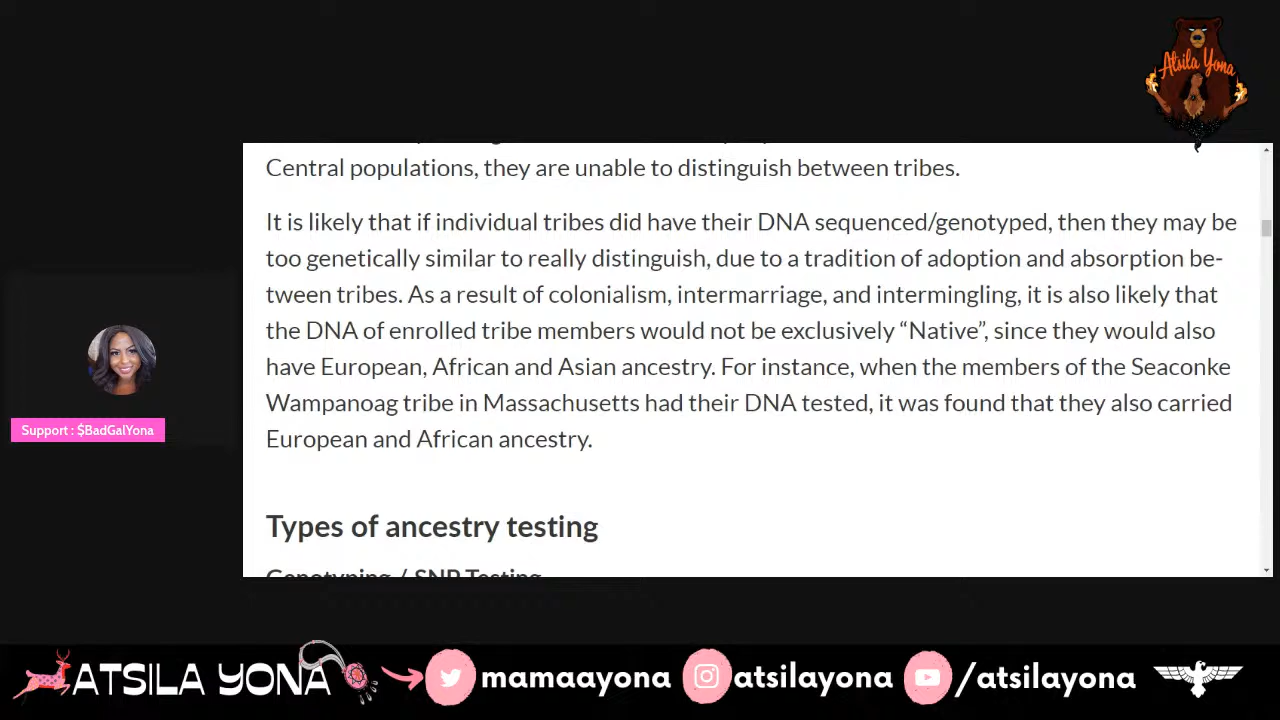 Atsila Yona
Central populations, they are unable to distinguish between tribes.
It is likely that if individual tribes did have their DNA sequenced/genotyped, then they may be
too genetically similar to really distinguish, due to a tradition of adoption and absorption be-
tween tribes. As a result of colonialism, intermarriage, and intermingling, it is also likely that
the DNA of enrolled tribe members would not be exclusively “Native”, since they would also
have European, African and Asian ancestry. For instance, when the members of the Seaconke
Wampanoag tribe in Massachusetts had their DNA tested, it was found that they also carried
European and African ancestry.
Support : $BadGalYona
Types of ancestry testing
Genotyping / SNP Testing
ATSILA YONA mamaayona atsilayona /atsilayona